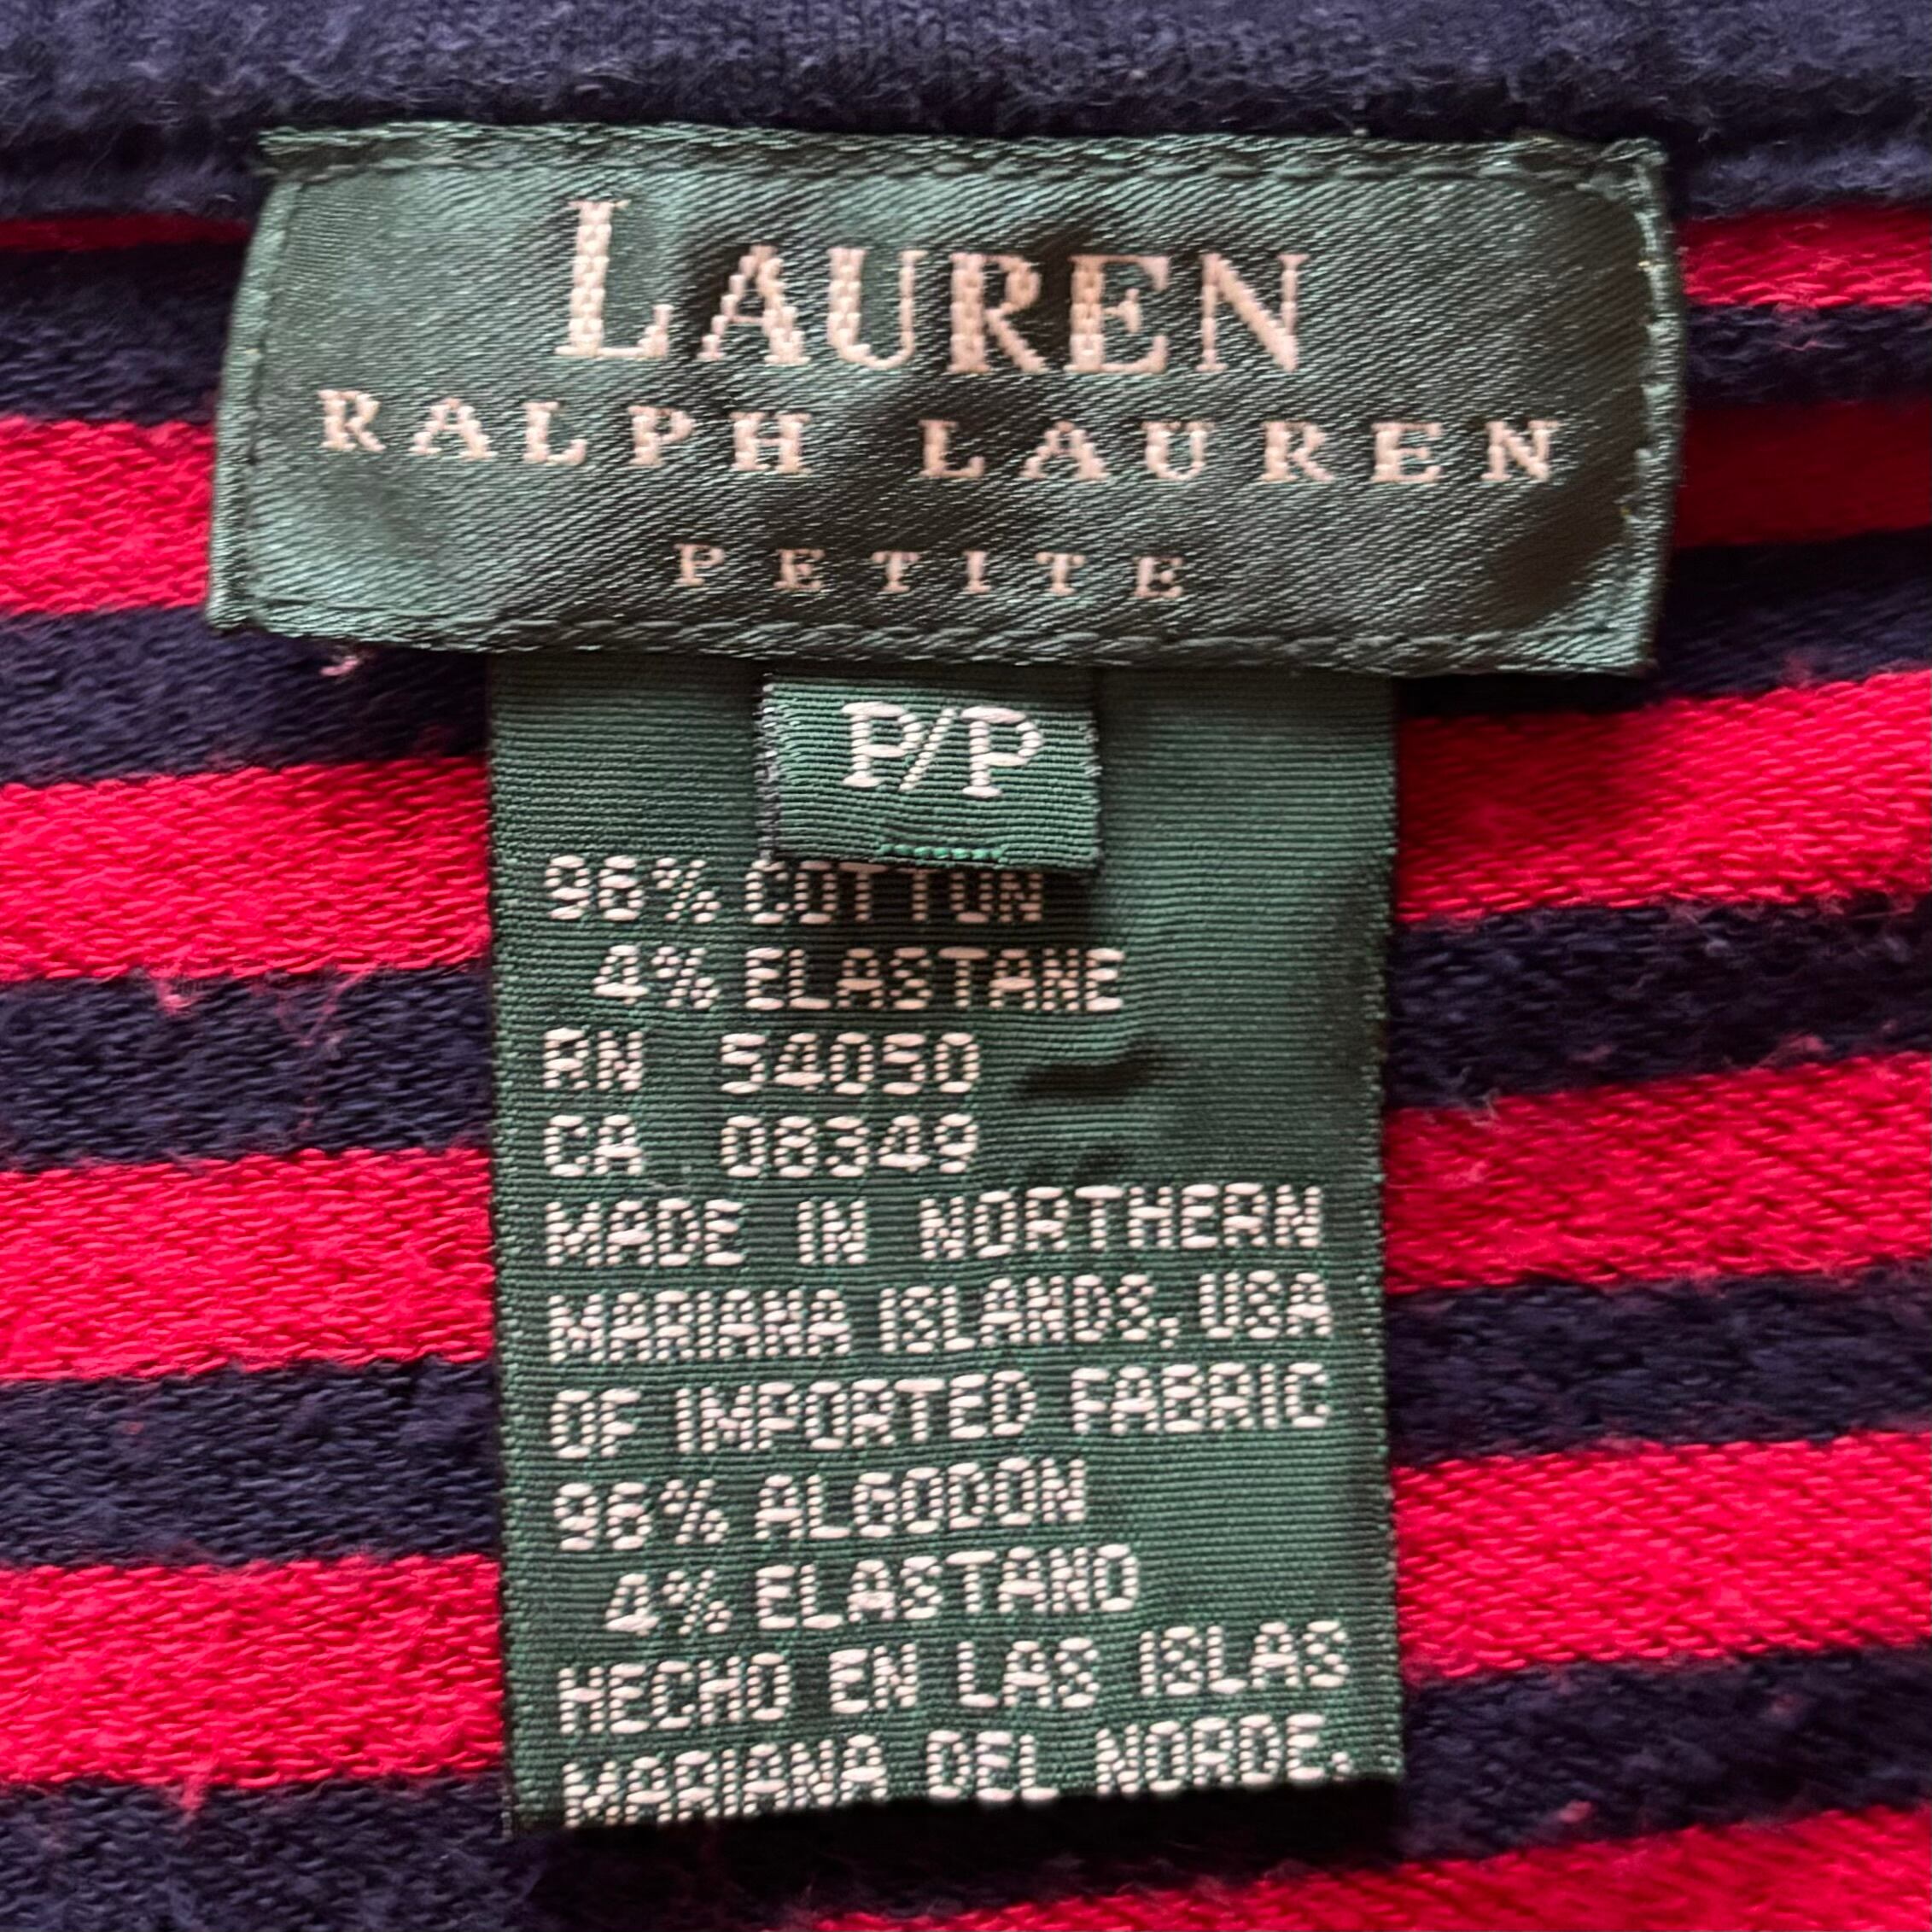 LAUREN
RALPH LAUREN
PETITE
P/P
96% COTTON
4% ELASTANE
RN 54050
CA 08349
MADE IN NORTHERN
MARIANA ISLANDS, USA
OF IMPORTED FABRIC
96% ALGODON
4% ELASTANO
HECHO EN LAS ISLAS
MARIANA DEL NORDE.